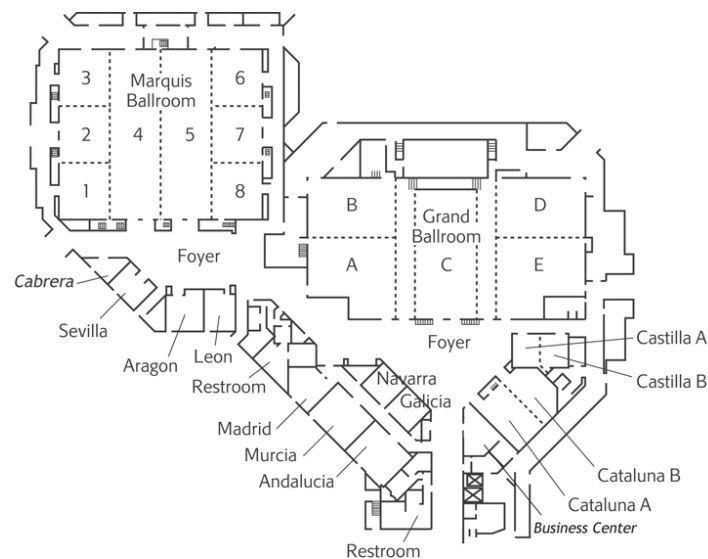 3
Marquis
Ballroom
6
2
4
5
7
1
8
B
Grand
Ballroom
D
A
C
E
Foyer
Cabrera
Sevilla
Aragon
Leon
Restroom
Foyer
Castilla A
Castilla B
Navarra
Galicia
Madrid
Murcia
Andalucia
Cataluna B
Cataluna A
Business Center
Restroom